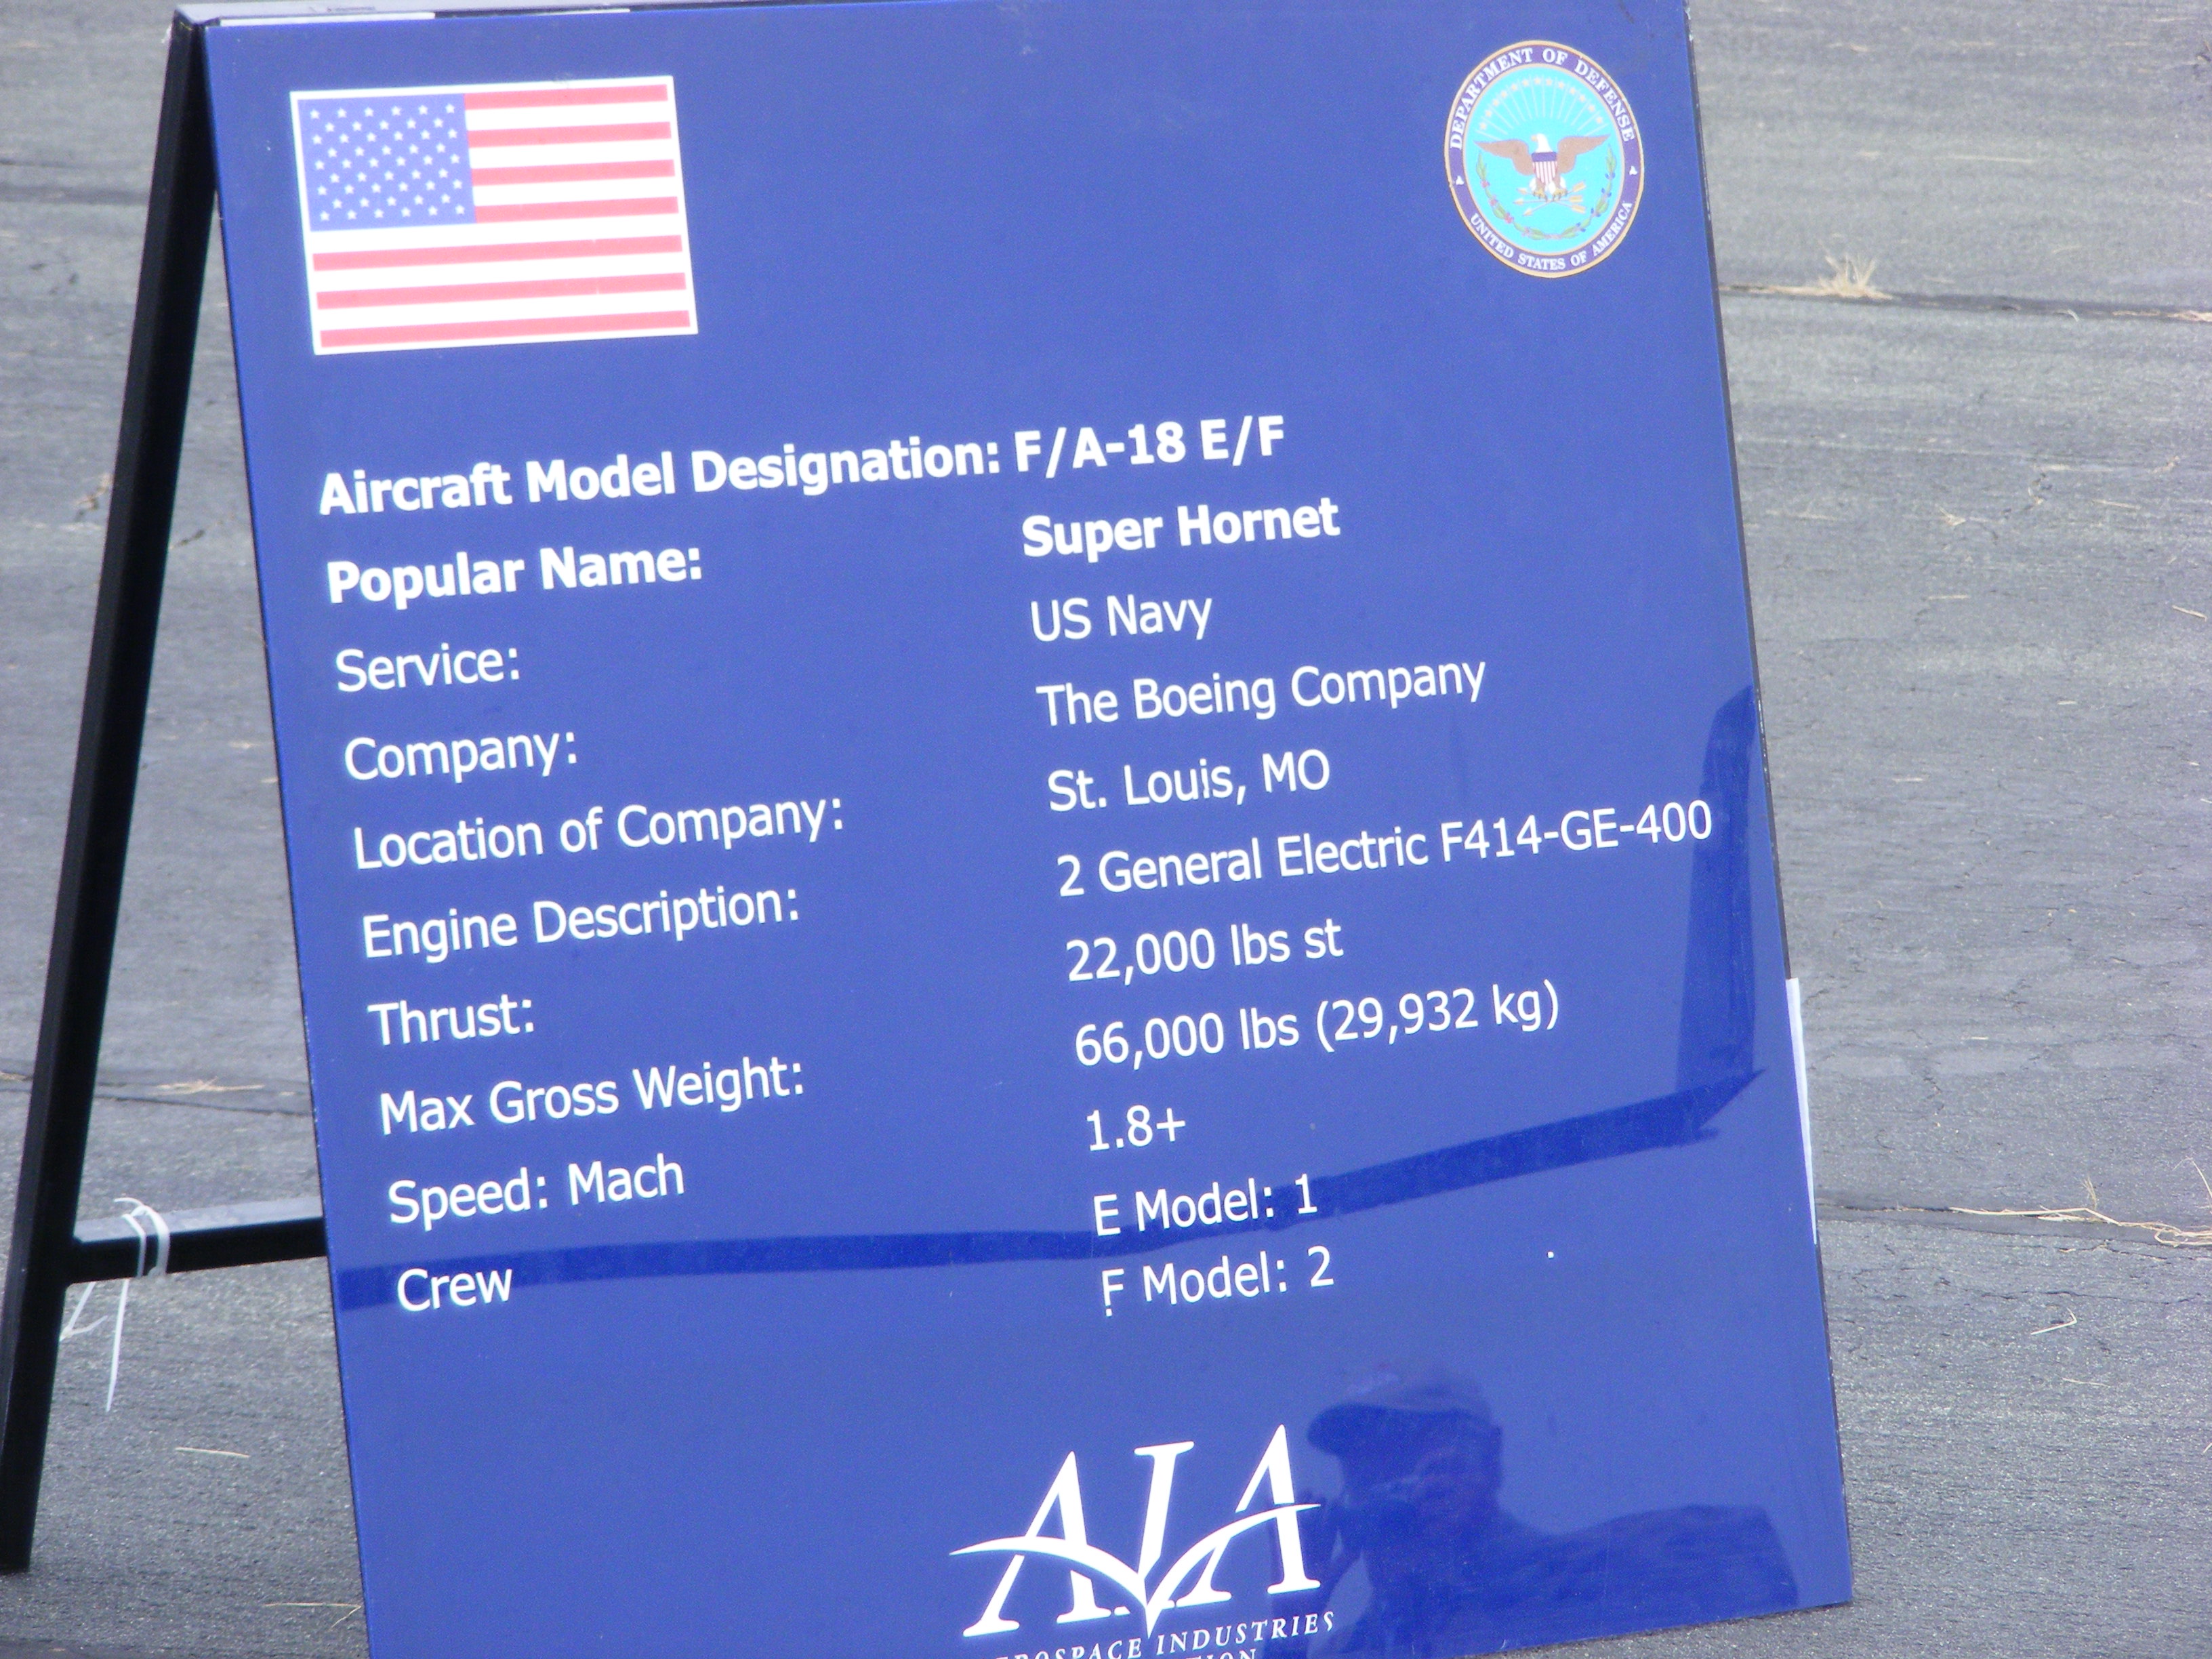 DEPARTMENT OF DEFENSE
UNITED STATES OF AMERICA
Aircraft Model Designation: F/A-18 E/F
Popular Name: Super Hornet
Service: US Navy
Company: The Boeing Company
Location of Company: St. Louis, MO
Engine Description: 2 General Electric F414-GE-400
Thrust: 22,000 lbs st
Max Gross Weight: 66,000 lbs (29,932 kg)
Speed: Mach 1.8+
Crew E Model: 1
F Model: 2
AIA
INDUSTRIES